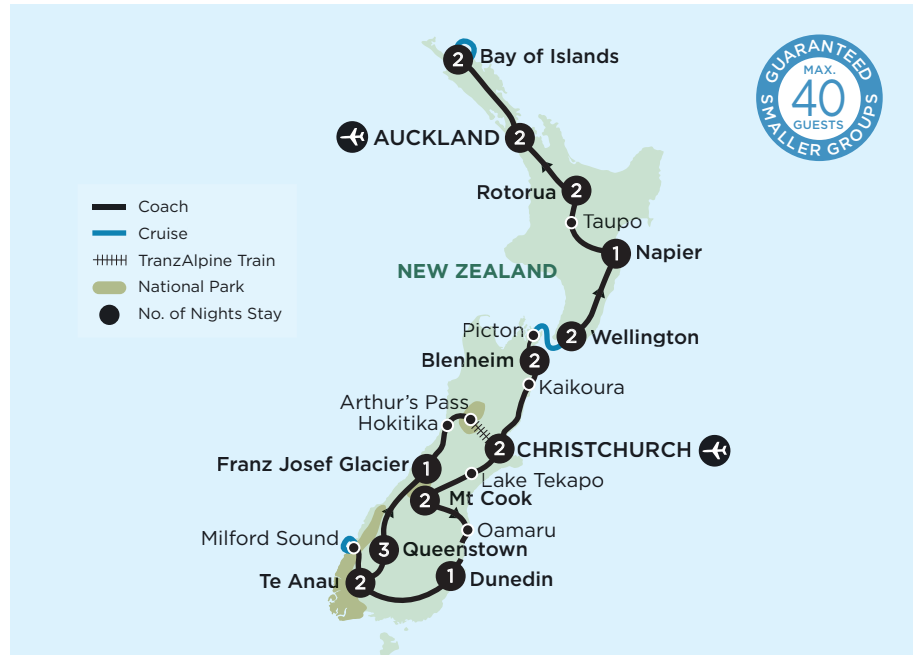 GUARANTEED
MAX.
40
GUESTS
SMALLER GROUPS
2 Bay of Islands
AUCKLAND 2
Rotorua 2
Taupo
1 Napier
NEW ZEALAND
Coach
Cruise
TranzAlpine Train
National Park
No. of Nights Stay
Picton
2 Wellington
Blenheim 2
Kaikoura
Arthur's Pass
Hokitika
2 CHRISTCHURCH
Franz Josef Glacier 1
Lake Tekapo
2 Mt Cook
Oamaru
Milford Sound
3 Queenstown
Te Anau 2
1 Dunedin